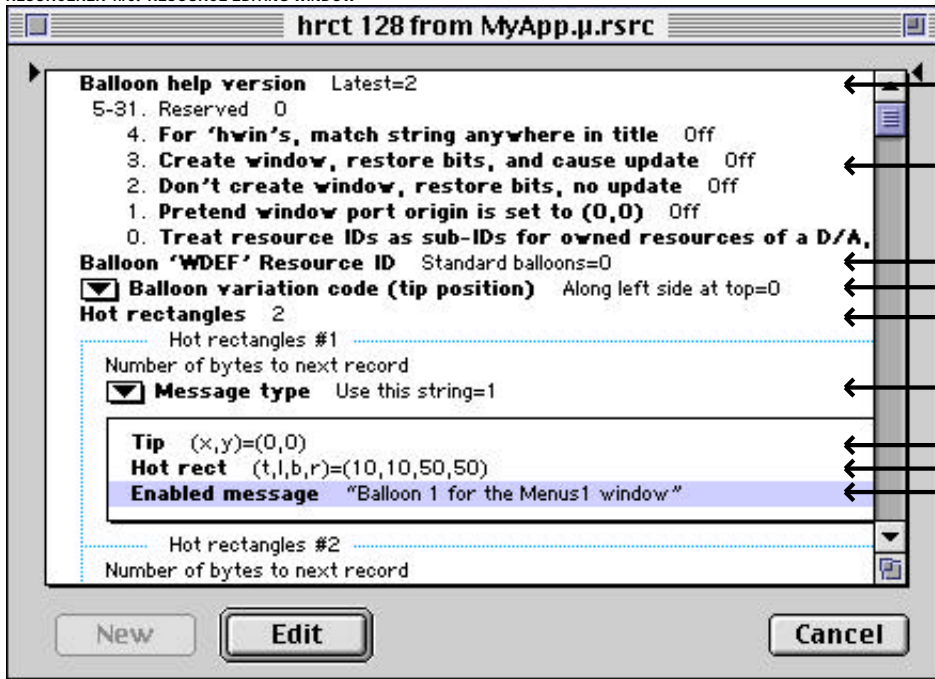 hrct 128 from MyApp.µ.rsrc
Balloon help version Latest=2
5-31. Reserved 0
4. For 'hwin's, match string anywhere in title Off
3. Create window, restore bits, and cause update Off
2. Don't create window, restore bits, no update Off
1. Pretend window port origin is set to (0,0) Off
0. Treat resource IDs as sub-IDs for owned resources of a D/A,
Balloon 'WDEF' Resource ID Standard balloons=0
Balloon variation code (tip position) Along left side at top=0
Hot rectangles 2
Hot rectangles #1
Number of bytes to next record
Message type Use this string=1
Tip (x,y)=(0,0)
Hot rect (t,l,b,r)=(10,10,50,50)
Enabled message "Balloon 1 for the Menus1 window"
Hot rectangles #2
Number of bytes to next record
New Edit Cancel